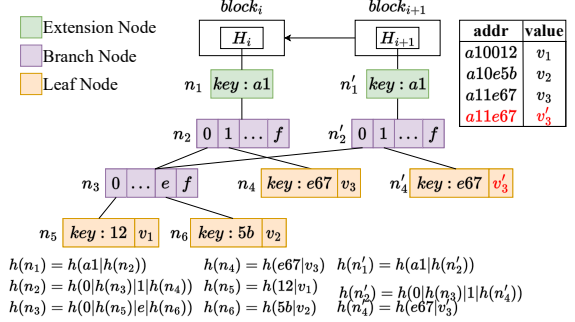 block_i block_{i+1}
Extension Node
Branch Node
Leaf Node
H_i H_{i+1}
addr value
a10012 v_1
a10e5b v_2
a11e67 v_3
a11e67 v'_3
n_1 key : a1 n'_1 key : a1
n_2 0 1 ... f n'_2 0 1 ... f
n_3 0 ... e f n_4 key : e67 v_3 n'_4 key : e67 v'_3
n_5 key : 12 v_1 n_6 key : 5b v_2
h(n_1) = h(a1|h(n_2)) h(n_4) = h(e67|v_3) h(n'_1) = h(a1|h(n'_2))
h(n_2) = h(0|h(n_3)|1|h(n_4)) h(n_5) = h(12|v_1) h(n'_2) = h(0|h(n_3)|1|h(n'_4))
h(n_3) = h(0|h(n_5)|e|h(n_6)) h(n_6) = h(5b|v_2) h(n'_4) = h(e67|v'_3)